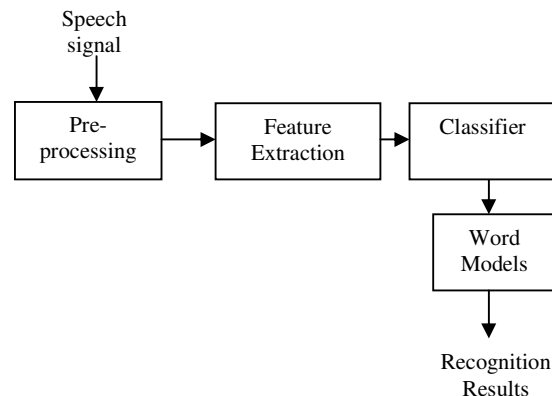 Speech
signal
Pre-
processing
Feature
Extraction
Classifier
Word
Models
Recognition
Results